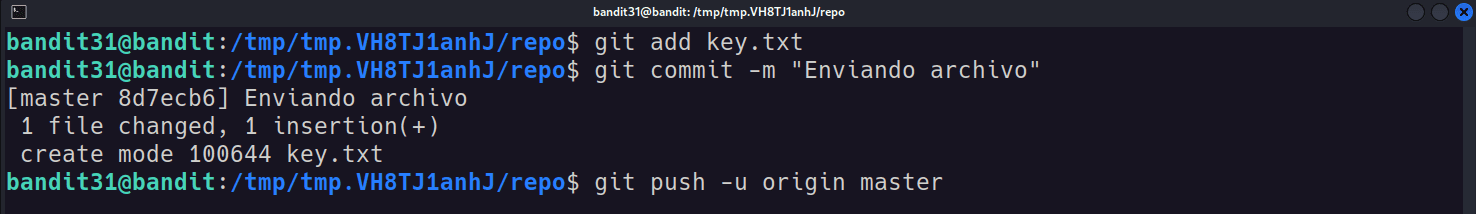 bandit31@bandit: /tmp/tmp.VH8TJ1anhJ/repo
bandit31@bandit:/tmp/tmp.VH8TJ1anhJ/repo$ git add key.txt
bandit31@bandit:/tmp/tmp.VH8TJ1anhJ/repo$ git commit -m "Enviando archivo"
[master 8d7ecb6] Enviando archivo
 1 file changed, 1 insertion(+)
 create mode 100644 key.txt
bandit31@bandit:/tmp/tmp.VH8TJ1anhJ/repo$ git push -u origin master